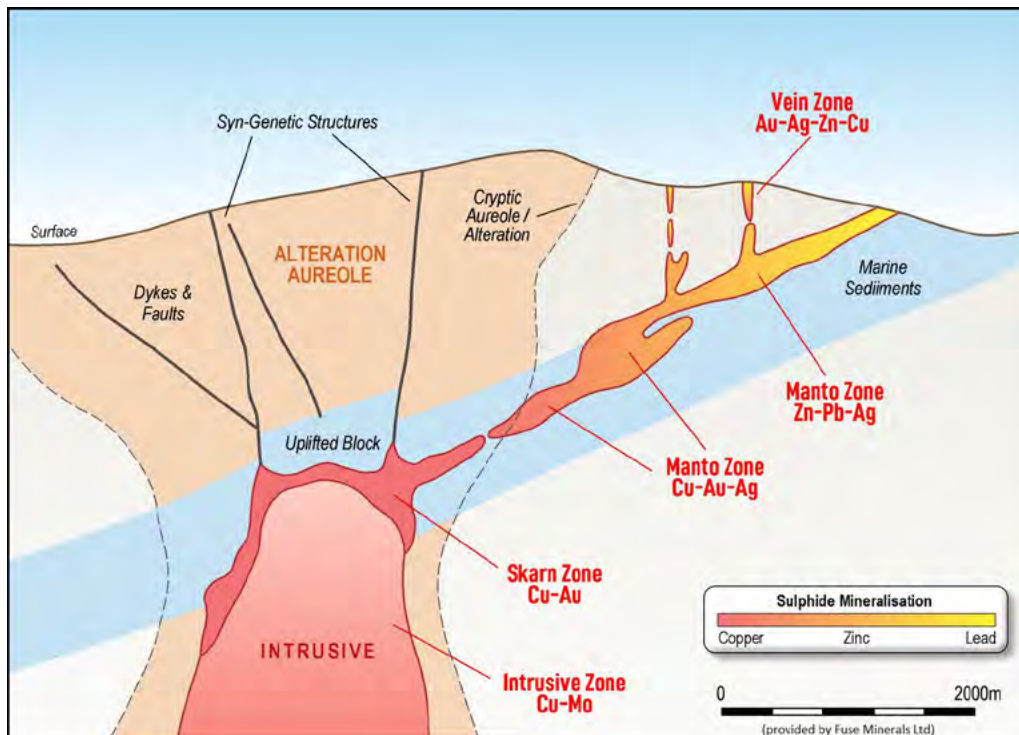 Vein Zone
Au-Ag-Zn-Cu
Syn-Genetic Structures
Cryptic
Aureole /
Alteration
Surface
ALTERATION
AUREOLE
Dykes &
Faults
Marine
Sediiments
Uplifted Block
Manto Zone
Zn-Pb-Ag
Manto Zone
Cu-Au-Ag
Skarn Zone
Cu-Au
INTRUSIVE
Intrusive Zone
Cu-Mo
Sulphide Mineralisation
Copper Zinc Lead
0 2000m
(provided by Fuse Minerals Ltd)